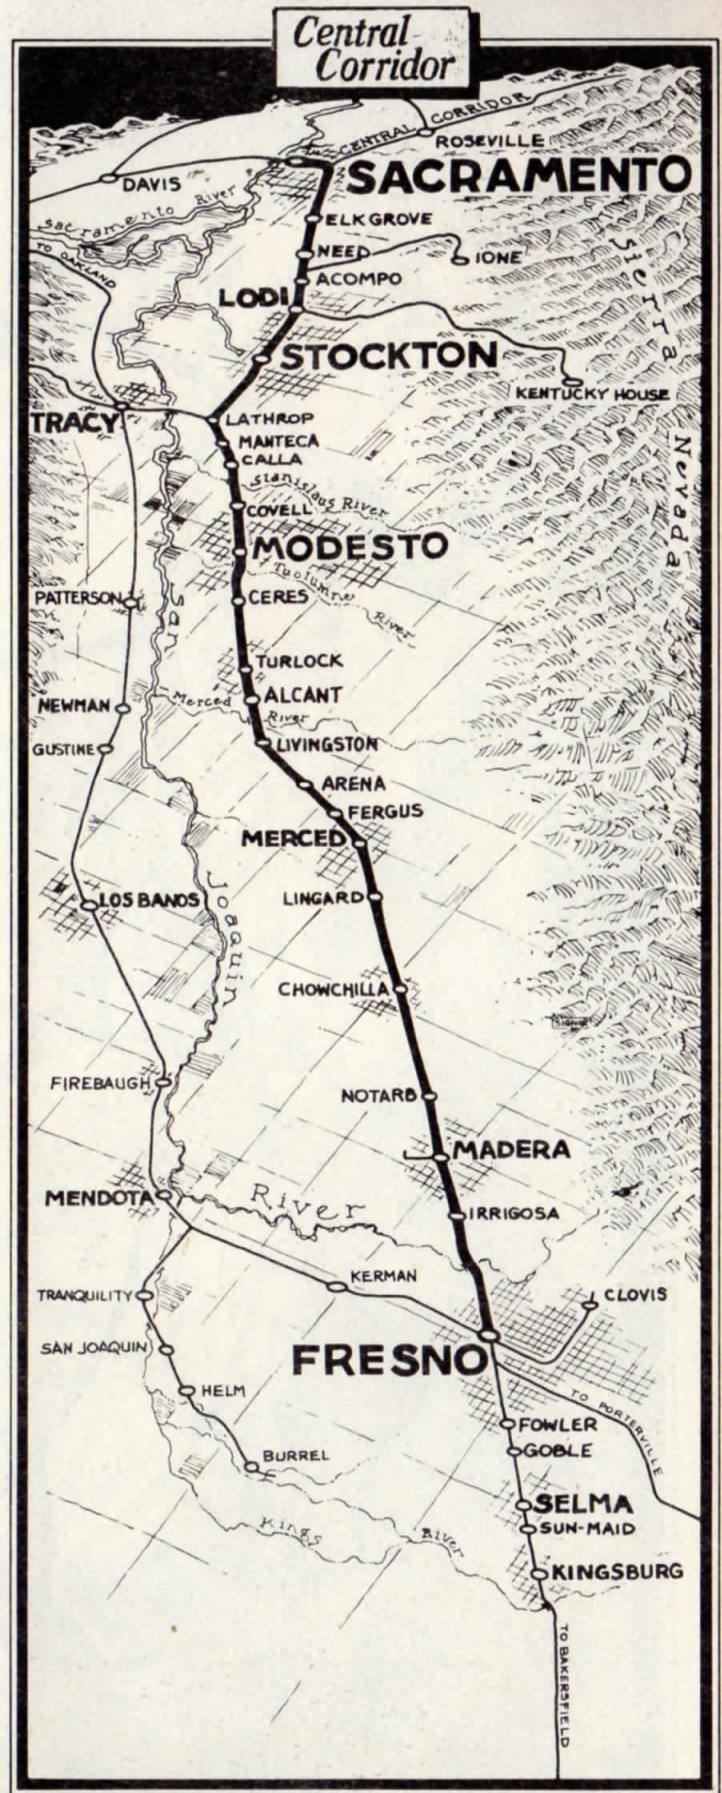 Central
Corridor
CENTRAL CORRIDOR
ROSEVILLE
SACRAMENTO
DAVIS
Sacramento River
ELK GROVE
TO OAKLAND
NEED
IONE
ACOMPO
LODI
Sierra Nevada
STOCKTON
KENTUCKY HOUSE
TRACY
LATHROP
MANTECA
CALLA
Stanislaus River
COVELL
MODESTO
Tuolumne River
PATTERSON
CERES
San Joaquin River
TURLOCK
ALCANT
Merced River
NEWMAN
LIVINGSTON
GUSTINE
ARENA
FERGUS
MERCED
LINGARD
LOS BANOS
CHOWCHILLA
SIGNOR
FIREBAUGH
NOTARB
MADERA
MENDOTA
IRRIGOSA
KERMAN
CLOVIS
TRANQUILITY
SAN JOAQUIN
FRESNO
HELM
TO PORTERVILLE
FOWLER
GOBLE
BURREL
SELMA
SUN-MAID
Kings River
KINGSBURG
TO BAKERSFIELD